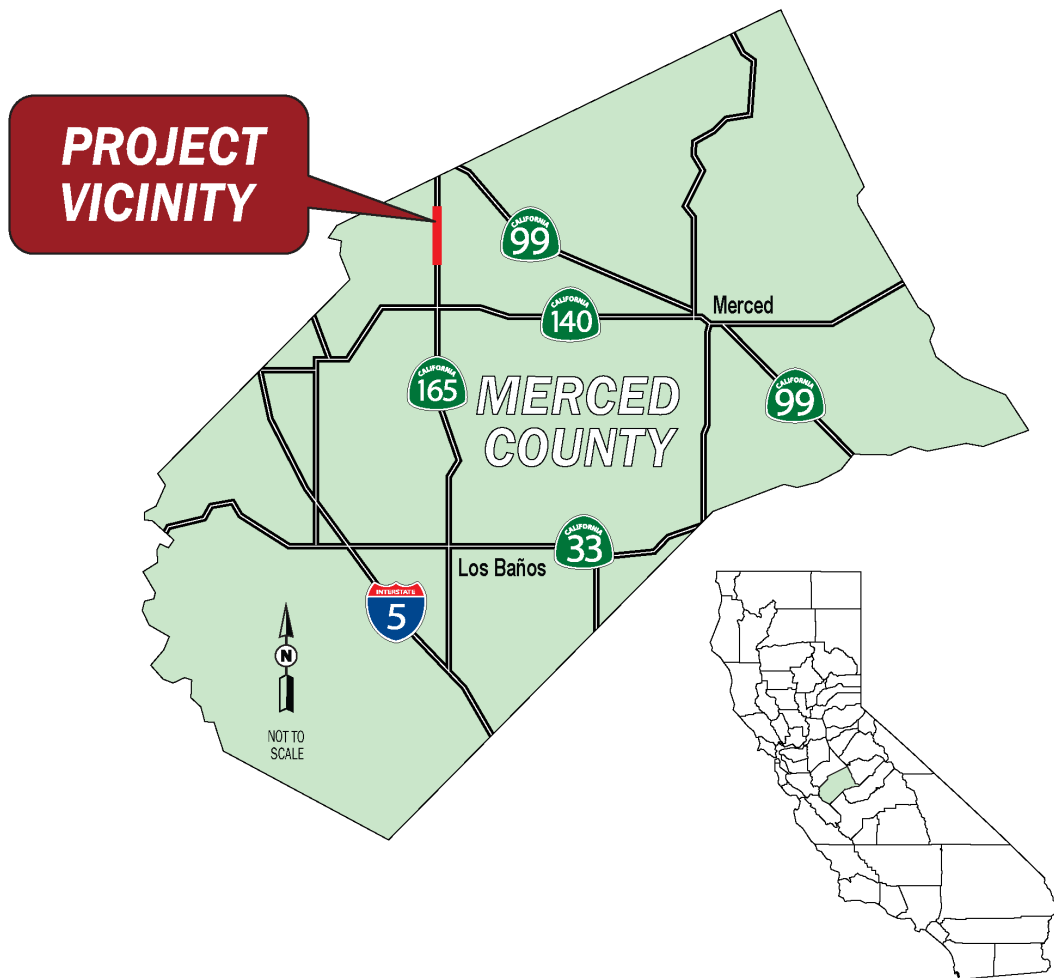 PROJECT
VICINITY
CALIFORNIA
99
Merced
CALIFORNIA
140
CALIFORNIA
165
MERCED
COUNTY
CALIFORNIA
99
CALIFORNIA
33
Los Baños
INTERSTATE
5
N
NOT TO
SCALE